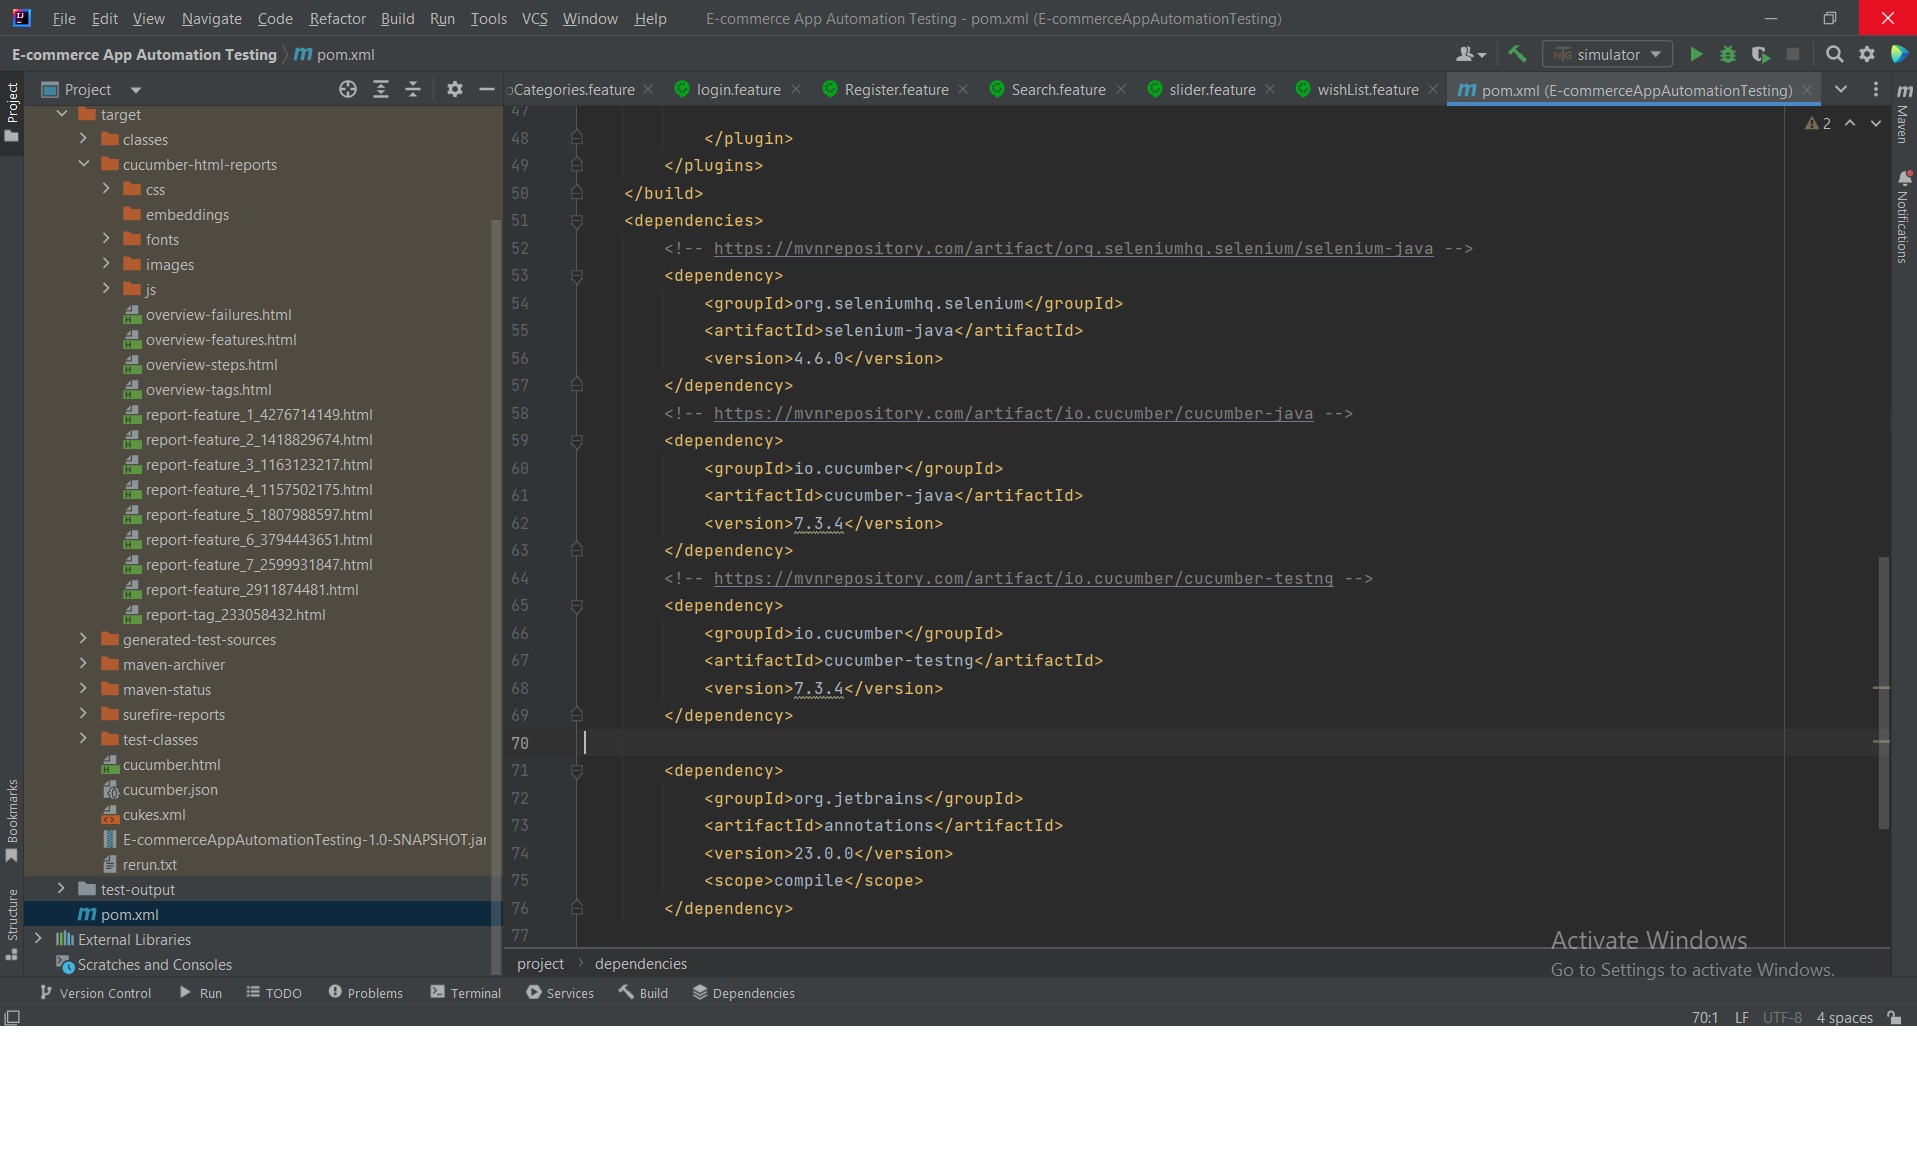 File Edit View Navigate Code Refactor Build Run Tools VCS Window Help E-commerce App Automation Testing - pom.xml (E-commerceAppAutomationTesting)
E-commerce App Automation Testing pom.xml simulator
Project
oCategories.feature login.feature Register.feature Search.feature slider.feature wishList.feature pom.xml (E-commerceAppAutomationTesting)
Project
Bookmarks
Structure
target
classes
cucumber-html-reports
css
embeddings
fonts
images
js
overview-failures.html
overview-features.html
overview-steps.html
overview-tags.html
report-feature_1_4276714149.html
report-feature_2_1418829674.html
report-feature_3_1163123217.html
report-feature_4_1157502175.html
report-feature_5_1807988597.html
report-feature_6_3794443651.html
report-feature_7_2599931847.html
report-feature_2911874481.html
report-tag_233058432.html
generated-test-sources
maven-archiver
maven-status
surefire-reports
test-classes
cucumber.html
cucumber.json
cukes.xml
E-commerceAppAutomationTesting-1.0-SNAPSHOT.jar
rerun.txt
test-output
pom.xml
External Libraries
Scratches and Consoles
47
48 </plugin>
49 </plugins>
50 </build>
51 <dependencies>
52 <!-- https://mvnrepository.com/artifact/org.seleniumhq.selenium/selenium-java -->
53 <dependency>
54 <groupId>org.seleniumhq.selenium</groupId>
55 <artifactId>selenium-java</artifactId>
56 <version>4.6.0</version>
57 </dependency>
58 <!-- https://mvnrepository.com/artifact/io.cucumber/cucumber-java -->
59 <dependency>
60 <groupId>io.cucumber</groupId>
61 <artifactId>cucumber-java</artifactId>
62 <version>7.3.4</version>
63 </dependency>
64 <!-- https://mvnrepository.com/artifact/io.cucumber/cucumber-testng -->
65 <dependency>
66 <groupId>io.cucumber</groupId>
67 <artifactId>cucumber-testng</artifactId>
68 <version>7.3.4</version>
69 </dependency>
70
71 <dependency>
72 <groupId>org.jetbrains</groupId>
73 <artifactId>annotations</artifactId>
74 <version>23.0.0</version>
75 <scope>compile</scope>
76 </dependency>
77
2
Maven
Notifications
Activate Windows
Go to Settings to activate Windows.
project dependencies
Version Control Run TODO Problems Terminal Services Build Dependencies
70:1 LF UTF-8 4 spaces